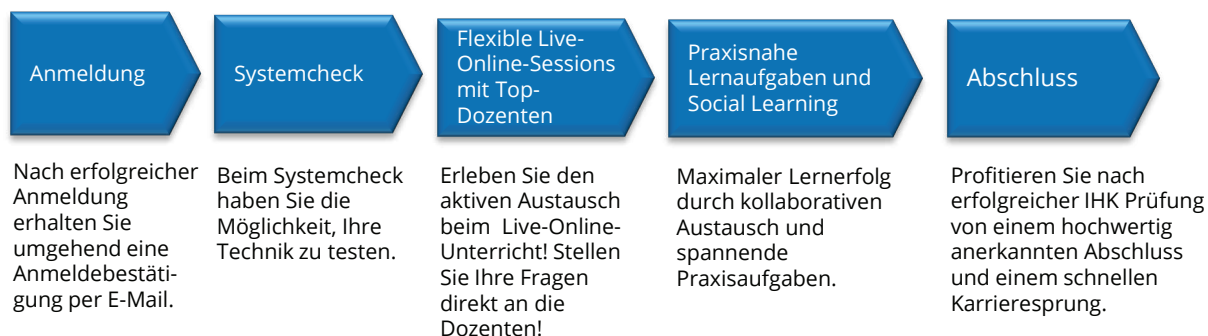 Anmeldung
Nach erfolgreicher
Anmeldung
erhalten Sie
umgehend eine
Anmeldebestäti-
gung per E-Mail.
Systemcheck
Beim Systemcheck
haben Sie die
Möglichkeit, Ihre
Technik zu testen.
Flexible Live-
Online-Sessions
mit Top-
Dozenten
Erleben Sie den
aktiven Austausch
beim Live-Online-
Unterricht! Stellen
Sie Ihre Fragen
direkt an die
Dozenten!
Praxisnahe
Lernaufgaben und
Social Learning
Maximaler Lernerfolg
durch kollaborativen
Austausch und
spannende
Praxisaufgaben.
Abschluss
Profitieren Sie nach
erfolgreicher IHK Prüfung
von einem hochwertig
anerkannten Abschluss
und einem schnellen
Karrieresprung.